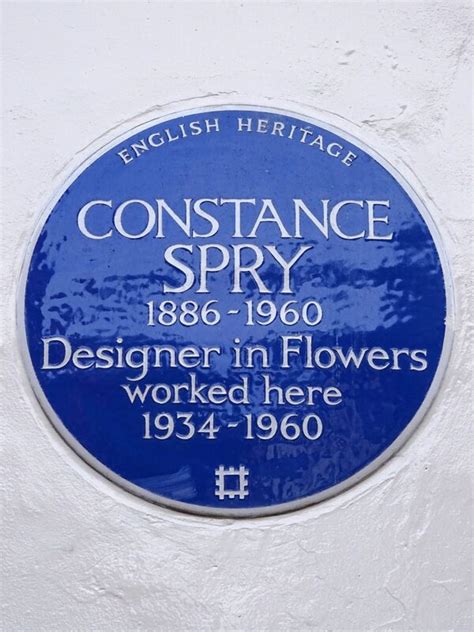 ENGLISH HERITAGE
CONSTANCE
SPRY
1886-1960
Designer in Flowers
worked here
1934-1960